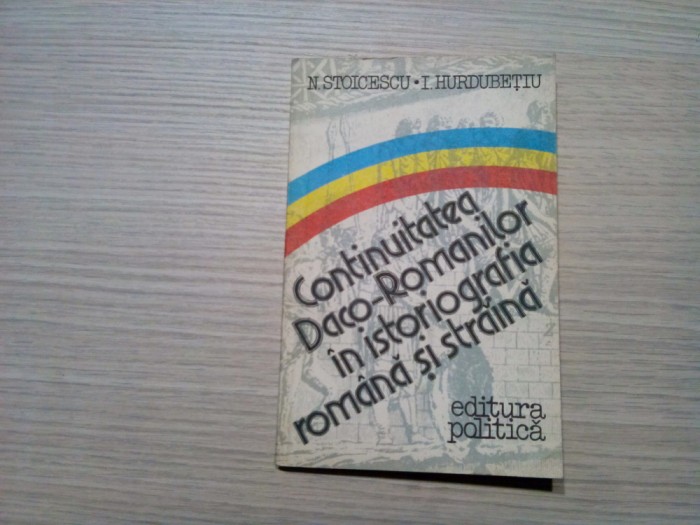 N. STOICESCU • I. HURDUBEȚIU
Continuitatea
Daco-Romanilor
în istoriografia
română și străină
editura
politică